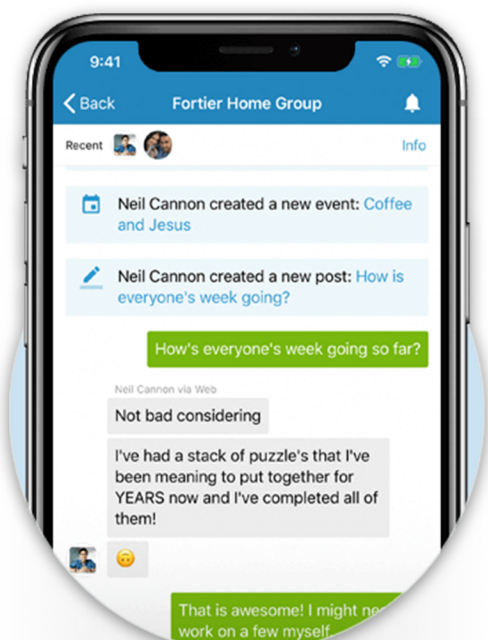 9:41
Back
Fortier Home Group
Recent
Info
Neil Cannon created a new event: Coffee
and Jesus
Neil Cannon created a new post: How is
everyone's week going?
How's everyone's week going so far?
Neil Cannon via Web
Not bad considering
I've had a stack of puzzle's that I've
been meaning to put together for
YEARS now and I've completed all of
them!
That is awesome! I might
work on a few myself